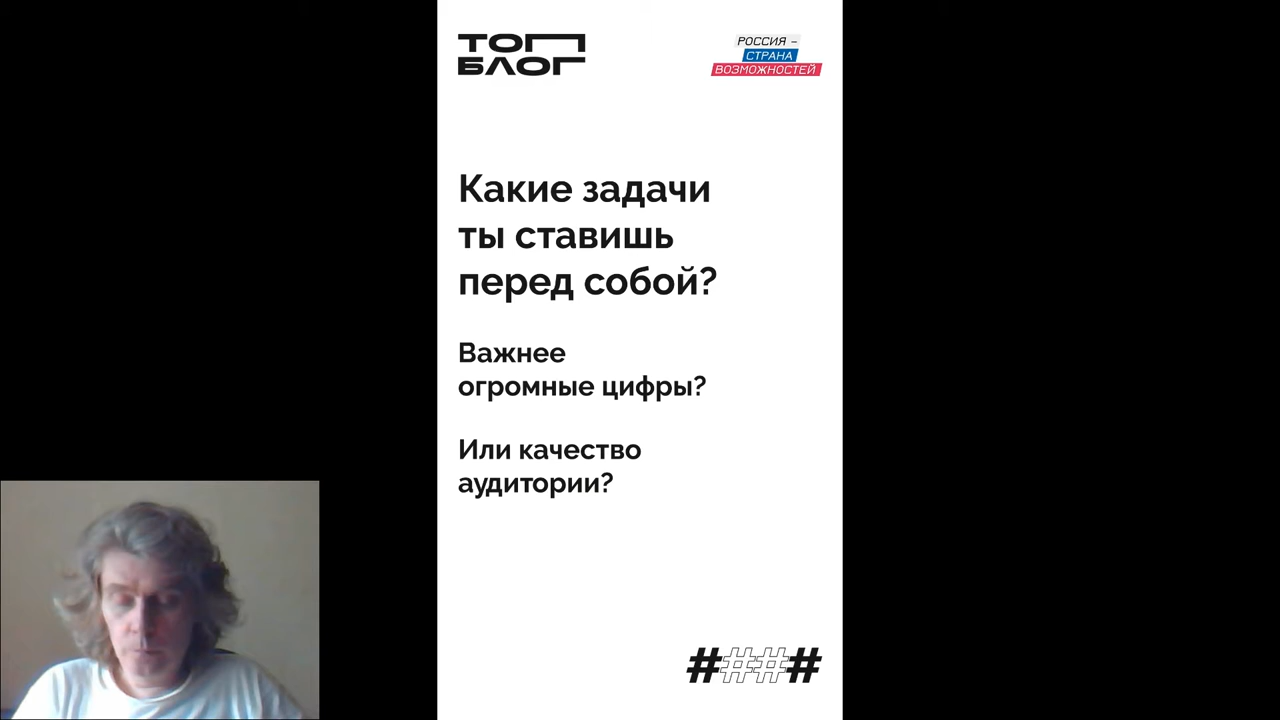 ТОП
БЛОГ
РОССИЯ –
СТРАНА
ВОЗМОЖНОСТЕЙ
Какие задачи
ты ставишь
перед собой?
Важнее
огромные цифры?
Или качество
аудитории?
####